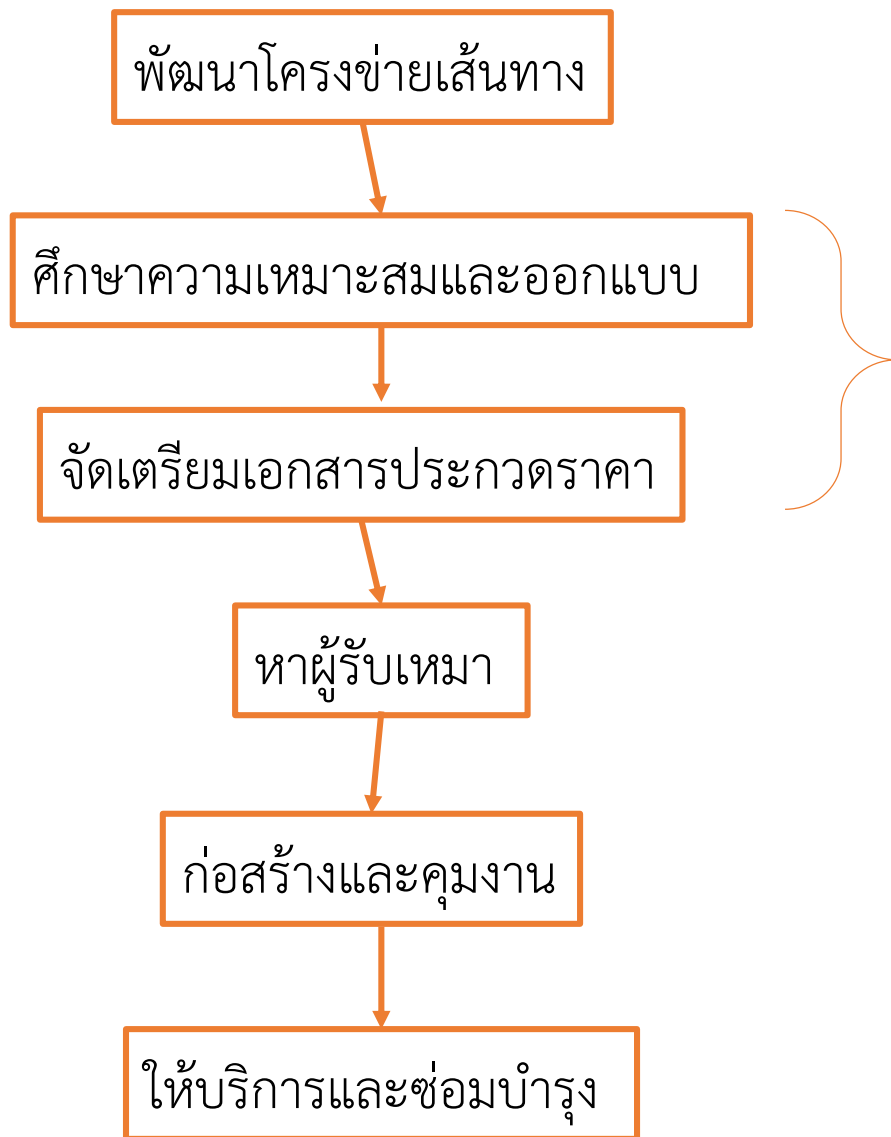 พัฒนาโครงข่ายเส้นทาง
ศึกษาความเหมาะสมและออกแบบ
จัดเตรียมเอกสารประกวดราคา
หาผู้รับเหมา
ก่อสร้างและคุมงาน
ให้บริการและซ่อมบำรุง